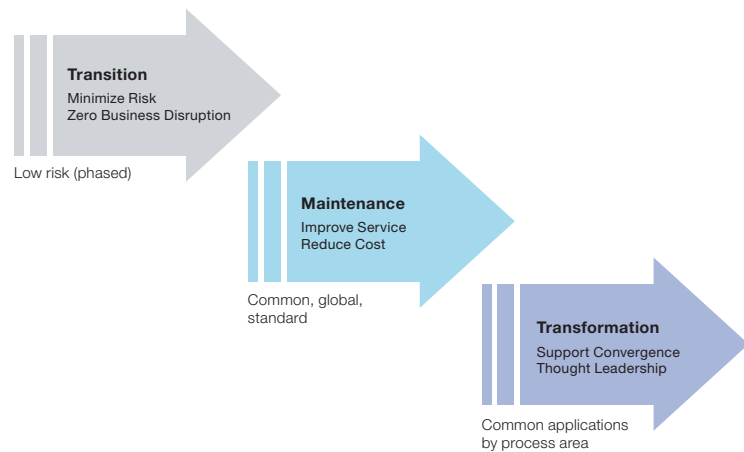 Transition
Minimize Risk
Zero Business Disruption
Low risk (phased)
Maintenance
Improve Service
Reduce Cost
Common, global,
standard
Transformation
Support Convergence
Thought Leadership
Common applications
by process area